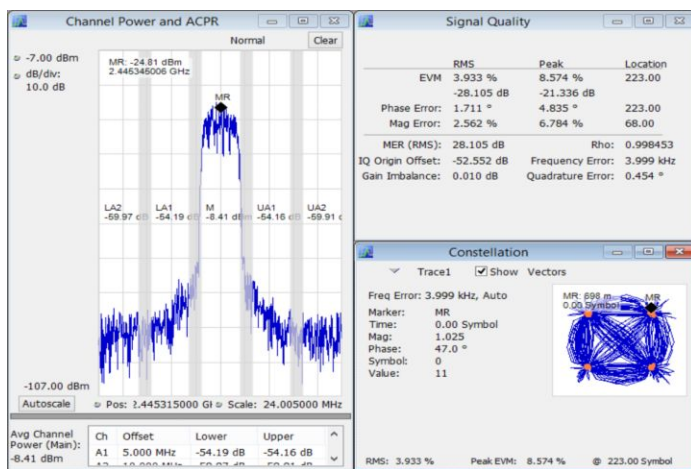 Channel Power and ACPR
Normal
Clear
-7.00 dBm
dB/div:
10.0 dB
MR: -24.81 dBm
2.445345006 GHz
MR
LA2 LA1 M UA1 UA2
-59.97 dB -54.19 dB -8.41 dB -54.16 dB -59.91 d
-107.00 dBm
Autoscale
Pos: 2.445315000 GH Scale: 24.005000 MHz
Avg Channel
Power (Main):
-8.41 dBm
Ch Offset Lower Upper
A1 5.000 MHz -54.19 dB -54.16 dB
Signal Quality
RMS Peak Location
EVM 3.933 % 8.574 % 223.00
-28.105 dB -21.336 dB
Phase Error: 1.711 ° 4.835 ° 223.00
Mag Error: 2.562 % 6.784 % 68.00
MER (RMS): 28.105 dB Rho: 0.998453
IQ Origin Offset: -52.552 dB Frequency Error: 3.999 kHz
Gain Imbalance: 0.010 dB Quadrature Error: 0.454 °
Constellation
Trace1 Show Vectors
Freq Error: 3.999 kHz, Auto
Marker: MR
Time: 0.00 Symbol
Mag: 1.025
Phase: 47.0 °
Symbol: 0
Value: 11
MR: 698 m
0.00 Symbol
MR
RMS: 3.933 % Peak EVM: 8.574 % @ 223.00 Symbol